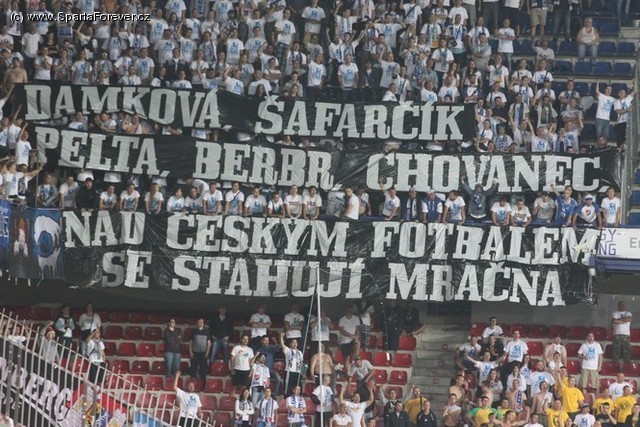 (c) www.SpartaForever.cz
DAMKOVÁ, ŠAFARČÍK
PELTA, BERBR, CHOVANEC
NAD ČESKÝM FOTBALEM
SE STAHUJÍ MRAČNA